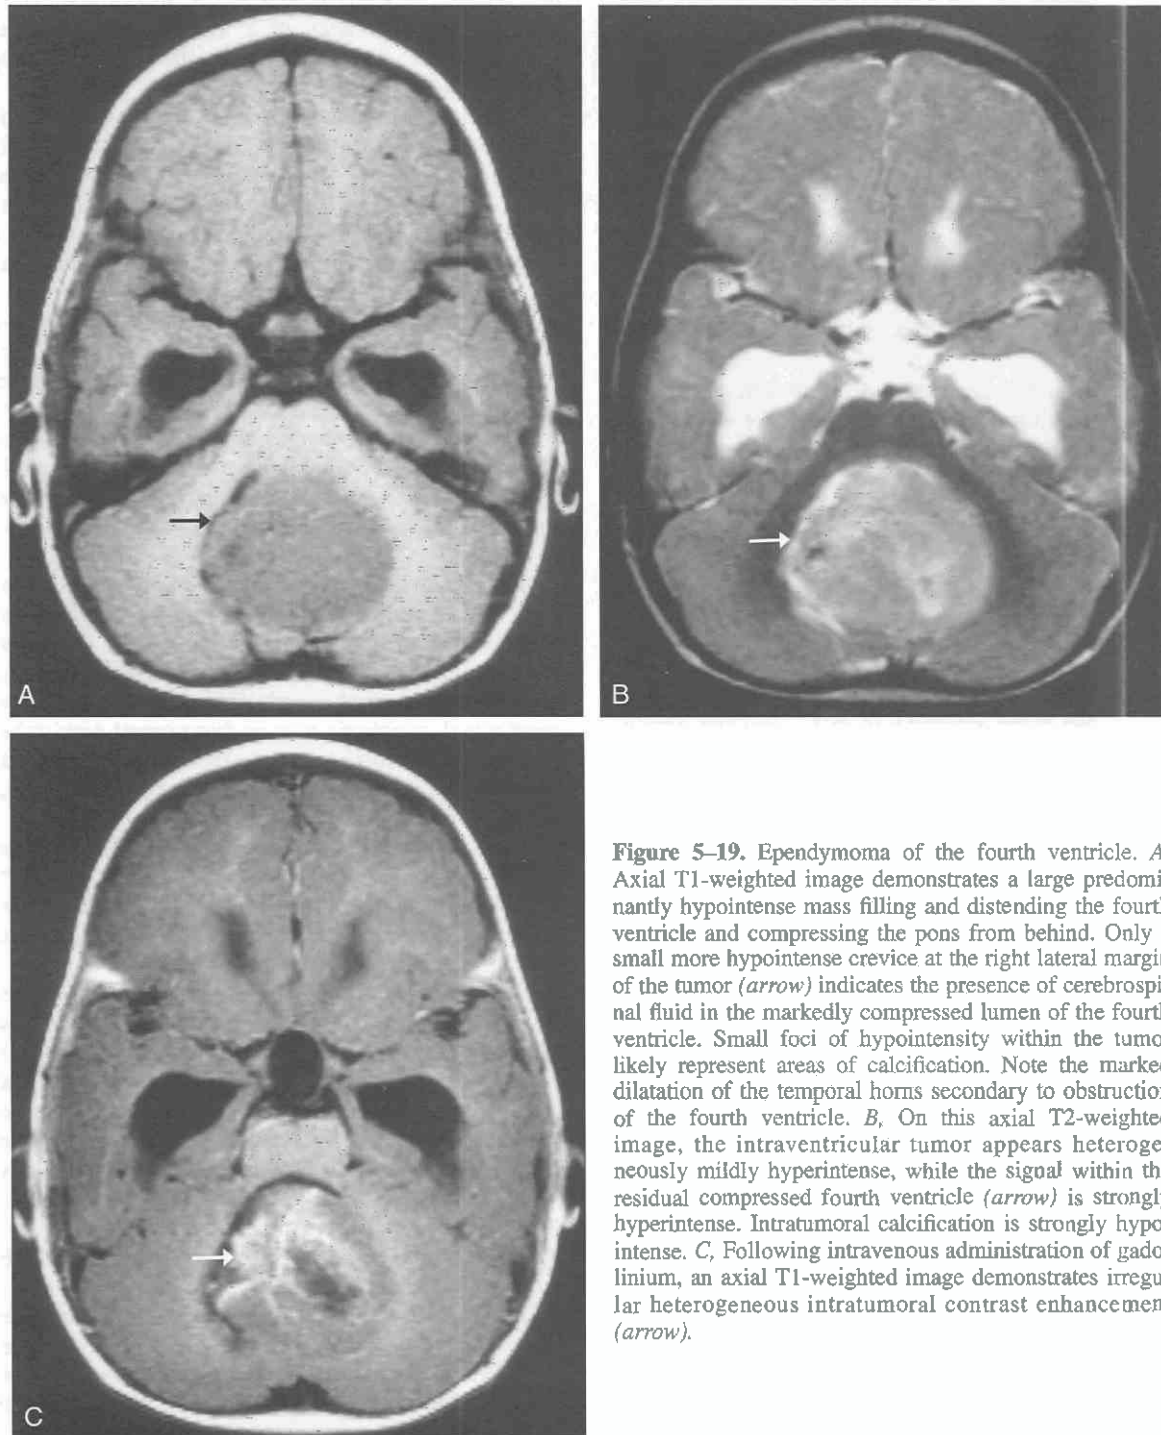 A
B
C
Figure 5–19. Ependymoma of the fourth ventricle. A
Axial T1-weighted image demonstrates a large predomi
nantly hypointense mass filling and distending the fourt
ventricle and compressing the pons from behind. Only
small more hypointense crevice at the right lateral margi
of the tumor (arrow) indicates the presence of cerebrospi
nal fluid in the markedly compressed lumen of the fourt
ventricle. Small foci of hypointensity within the tumo
likely represent areas of calcification. Note the marke
dilatation of the temporal horns secondary to obstructio
of the fourth ventricle. B, On this axial T2-weighte
image, the intraventricular tumor appears heteroge
neously mildly hyperintense, while the signal within th
residual compressed fourth ventricle (arrow) is strongl
hyperintense. Intratumoral calcification is strongly hypo
intense. C, Following intravenous administration of gado
linium, an axial T1-weighted image demonstrates irregu
lar heterogeneous intratumoral contrast enhancemen
(arrow).